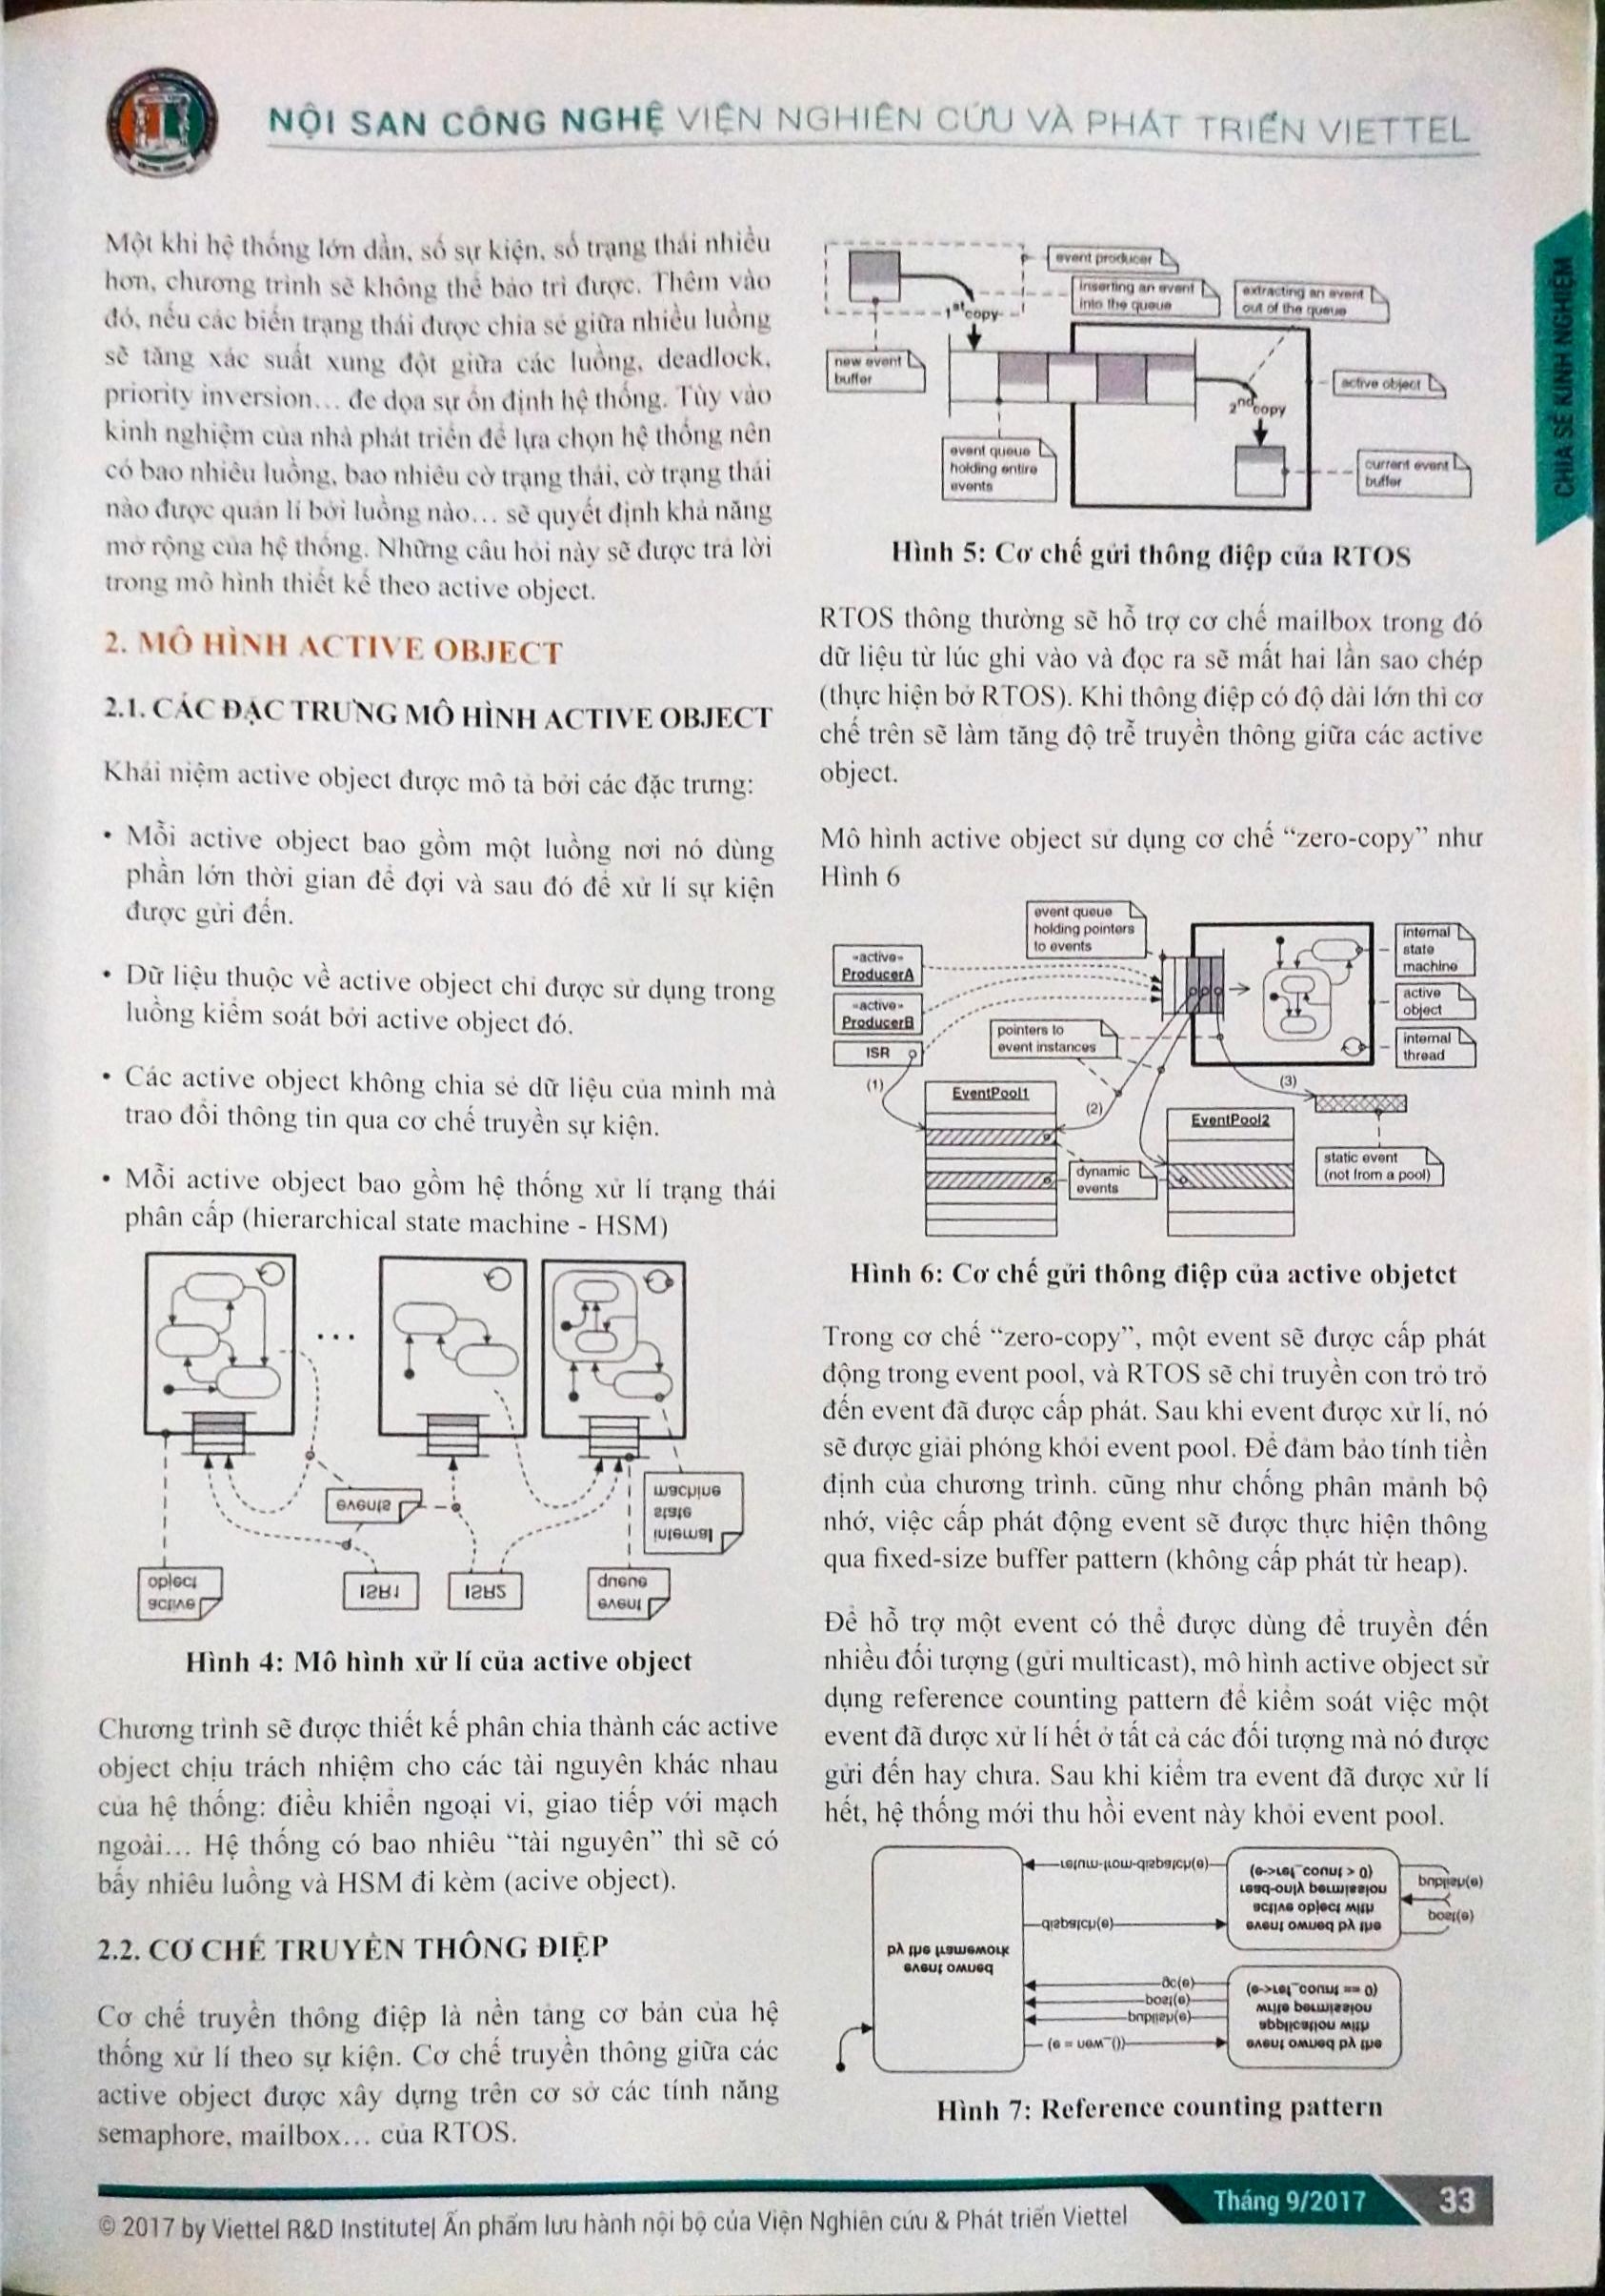 NỘI SAN CÔNG NGHỆ VIỆN NGHIÊN CỨU VÀ PHÁT TRIỂN VIETTEL
Một khi hệ thống lớn dần, số sự kiện, số trạng thái nhiều
hơn, chương trình sẽ không thể bảo trì được. Thêm vào
đó, nếu các biến trạng thái được chia sẻ giữa nhiều luồng
sẽ tăng xác suất xung đột giữa các luồng, deadlock,
priority inversion… đe dọa sự ổn định hệ thống. Tùy vào
kinh nghiệm của nhà phát triển để lựa chọn hệ thống nên
có bao nhiêu luồng, bao nhiêu cờ trạng thái, cờ trạng thái
nào được quản lí bởi luồng nào… sẽ quyết định khả năng
mở rộng của hệ thống. Những câu hỏi này sẽ được trả lời
trong mô hình thiết kế theo active object.
2. MÔ HÌNH ACTIVE OBJECT
2.1. CÁC ĐẶC TRƯNG MÔ HÌNH ACTIVE OBJECT
Khái niệm active object được mô tả bởi các đặc trưng:
• Mỗi active object bao gồm một luồng nơi nó dùng
phần lớn thời gian để đợi và sau đó để xử lí sự kiện
được gửi đến.
• Dữ liệu thuộc về active object chỉ được sử dụng trong
luồng kiểm soát bởi active object đó.
• Các active object không chia sẻ dữ liệu của mình mà
trao đổi thông tin qua cơ chế truyền sự kiện.
• Mỗi active object bao gồm hệ thống xử lí trạng thái
phân cấp (hierarchical state machine - HSM)
...
events
internal
state
machine
active
object
ISR1
ISR2
event
queue
Hình 4: Mô hình xử lí của active object
Chương trình sẽ được thiết kế phân chia thành các active
object chịu trách nhiệm cho các tài nguyên khác nhau
của hệ thống: điều khiển ngoại vi, giao tiếp với mạch
ngoài… Hệ thống có bao nhiêu “tài nguyên” thì sẽ có
bấy nhiêu luồng và HSM đi kèm (acive object).
2.2. CƠ CHẾ TRUYỀN THÔNG ĐIỆP
Cơ chế truyền thông điệp là nền tảng cơ bản của hệ
thống xử lí theo sự kiện. Cơ chế truyền thông giữa các
active object được xây dựng trên cơ sở các tính năng
semaphore, mailbox… của RTOS.
event producer
inserting an event
into the queue
extracting an event
out of the queue
1st copy
new event
buffer
active object
2nd copy
event queue
holding entire
events
current event
buffer
Hình 5: Cơ chế gửi thông điệp của RTOS
RTOS thông thường sẽ hỗ trợ cơ chế mailbox trong đó
dữ liệu từ lúc ghi vào và đọc ra sẽ mất hai lần sao chép
(thực hiện bở RTOS). Khi thông điệp có độ dài lớn thì cơ
chế trên sẽ làm tăng độ trễ truyền thông giữa các active
object.
Mô hình active object sử dụng cơ chế “zero-copy” như
Hình 6
event queue
holding pointers
to events
«active»
ProducerA
«active»
ProducerB
ISR
pointers to
event instances
internal
state
machine
active
object
internal
thread
(1)
(2)
(3)
EventPool1
EventPool2
dynamic
events
static event
(not from a pool)
Hình 6: Cơ chế gửi thông điệp của active objetct
Trong cơ chế “zero-copy”, một event sẽ được cấp phát
động trong event pool, và RTOS sẽ chỉ truyền con trỏ trỏ
đến event đã được cấp phát. Sau khi event được xử lí, nó
sẽ được giải phóng khỏi event pool. Để đảm bảo tính tiền
định của chương trình. cũng như chống phân mảnh bộ
nhớ, việc cấp phát động event sẽ được thực hiện thông
qua fixed-size buffer pattern (không cấp phát từ heap).
Để hỗ trợ một event có thể được dùng để truyền đến
nhiều đối tượng (gửi multicast), mô hình active object sử
dụng reference counting pattern để kiểm soát việc một
event đã được xử lí hết ở tất cả các đối tượng mà nó được
gửi đến hay chưa. Sau khi kiểm tra event đã được xử lí
hết, hệ thống mới thu hồi event này khỏi event pool.
return-from-dispatch(e)
dispatch(e)
event owned by the
active object with
read-only permission
(e->ref_count > 0)
publish(e)
post(e)
event owned
by the framework
gc(e)
post(e)
publish(e)
(e = new_())
event owned by the
application with
write permission
(e->ref_count == 0)
Hình 7: Reference counting pattern
CHIA SẺ KINH NGHIỆM
© 2017 by Viettel R&D Institute| Ấn phẩm lưu hành nội bộ của Viện Nghiên cứu & Phát triển Viettel
Tháng 9/2017
33